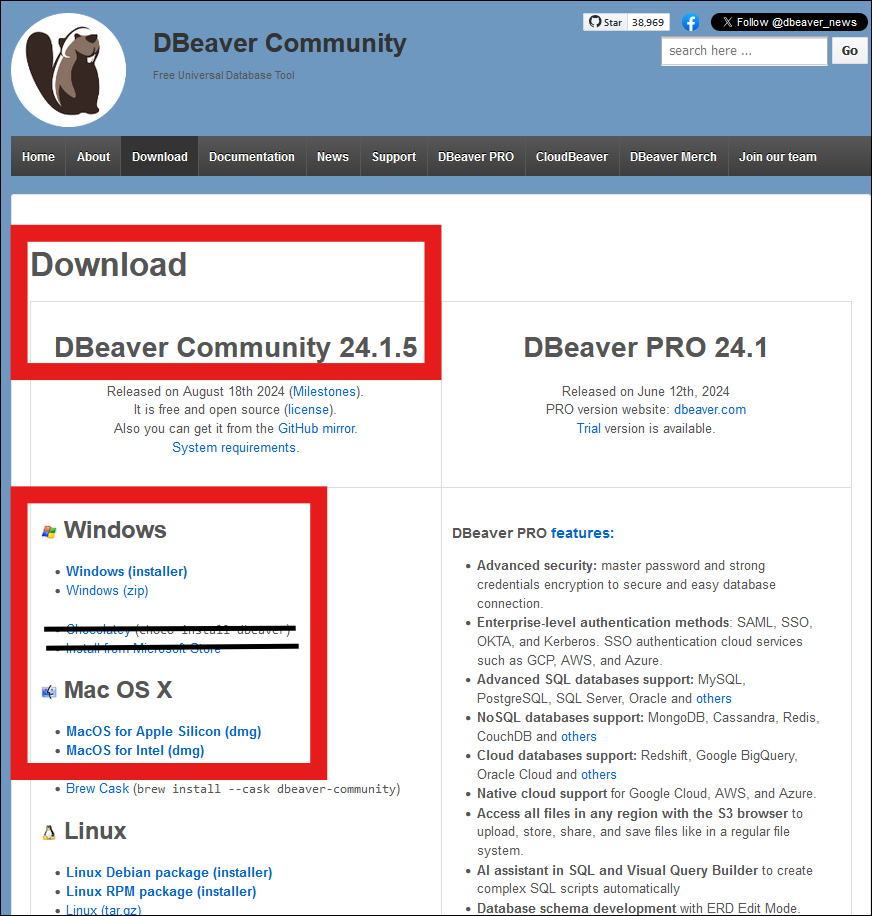 DBeaver Community
Free Universal Database Tool
Star 38,969
Follow @dbeaver_news
search here ...
Go
Home About Download Documentation News Support DBeaver PRO CloudBeaver DBeaver Merch Join our team
Download
DBeaver Community 24.1.5
Released on August 18th 2024 (Milestones).
It is free and open source (license).
Also you can get it from the GitHub mirror.
System requirements.
DBeaver PRO 24.1
Released on June 12th, 2024
PRO version website: dbeaver.com
Trial version is available.
Windows
• Windows (installer)
• Windows (zip)
• Chocolatey (choco install dbeaver)
• Install from Microsoft Store
Mac OS X
• MacOS for Apple Silicon (dmg)
• MacOS for Intel (dmg)
• Brew Cask (brew install --cask dbeaver-community)
Linux
• Linux Debian package (installer)
• Linux RPM package (installer)
• Linux (tar.gz)
DBeaver PRO features:
• Advanced security: master password and strong
credentials encryption to secure and easy database
connection.
• Enterprise-level authentication methods: SAML, SSO,
OKTA, and Kerberos. SSO authentication cloud services
such as GCP, AWS, and Azure.
• Advanced SQL databases support: MySQL,
PostgreSQL, SQL Server, Oracle and others
• NoSQL databases support: MongoDB, Cassandra, Redis,
CouchDB and others
• Cloud databases support: Redshift, Google BigQuery,
Oracle Cloud and others
• Native cloud support for Google Cloud, AWS, and Azure.
• Access all files in any region with the S3 browser to
upload, store, share, and save files like in a regular file
system.
• AI assistant in SQL and Visual Query Builder to create
complex SQL scripts automatically
• Database schema development with ERD Edit Mode.